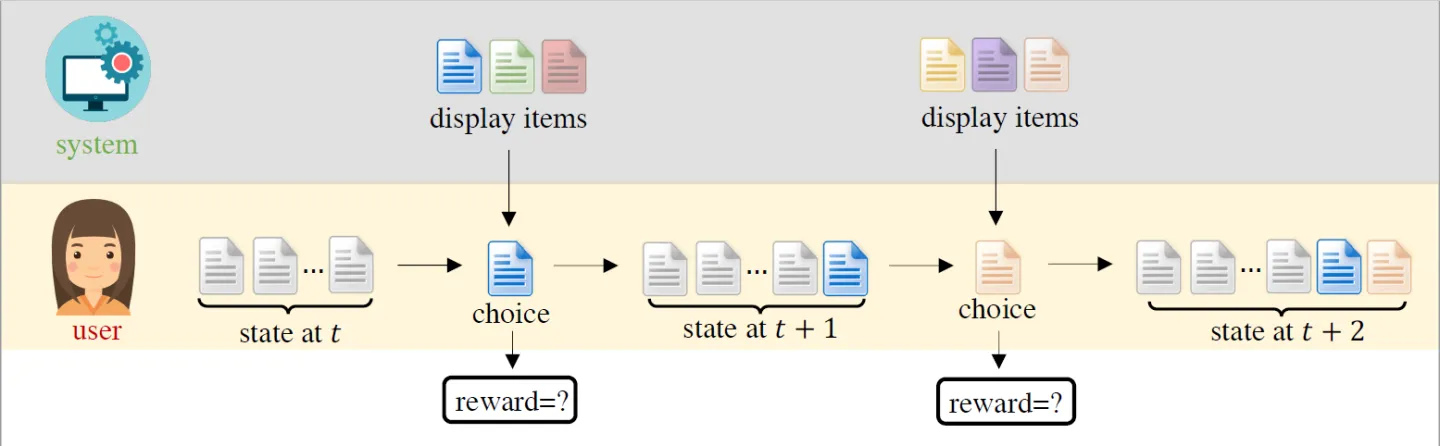 display items
display items
system
...
...
...
choice
choice
user
state at t
state at t + 1
state at t + 2
reward=?
reward=?